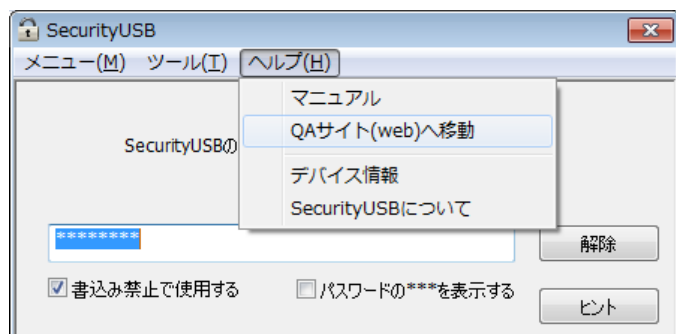 SecurityUSB
メニュー(M) ツール(T) ヘルプ(H)
マニュアル
QAサイト(web)へ移動
デバイス情報
SecurityUSBについて
SecurityUSBの
********
解除
書込み禁止で使用する
パスワードの***を表示する
ヒント